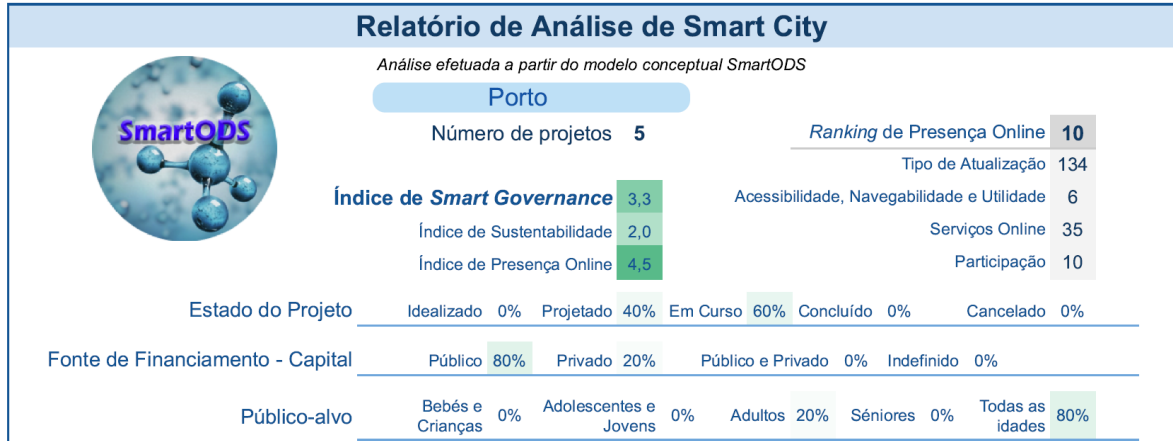 Relatório de Análise de Smart City
Análise efetuada a partir do modelo conceptual SmartODS
SmartODS
Porto
Número de projetos 5
Ranking de Presença Online 10
Tipo de Atualização 134
Índice de Smart Governance 3,3
Acessibilidade, Navegabilidade e Utilidade 6
Índice de Sustentabilidade 2,0
Serviços Online 35
Índice de Presença Online 4,5
Participação 10
Estado do Projeto Idealizado 0% Projetado 40% Em Curso 60% Concluído 0% Cancelado 0%
Fonte de Financiamento - Capital Público 80% Privado 20% Público e Privado 0% Indefinido 0%
Público-alvo Bebés e Crianças 0% Adolescentes e Jovens 0% Adultos 20% Séniores 0% Todas as idades 80%